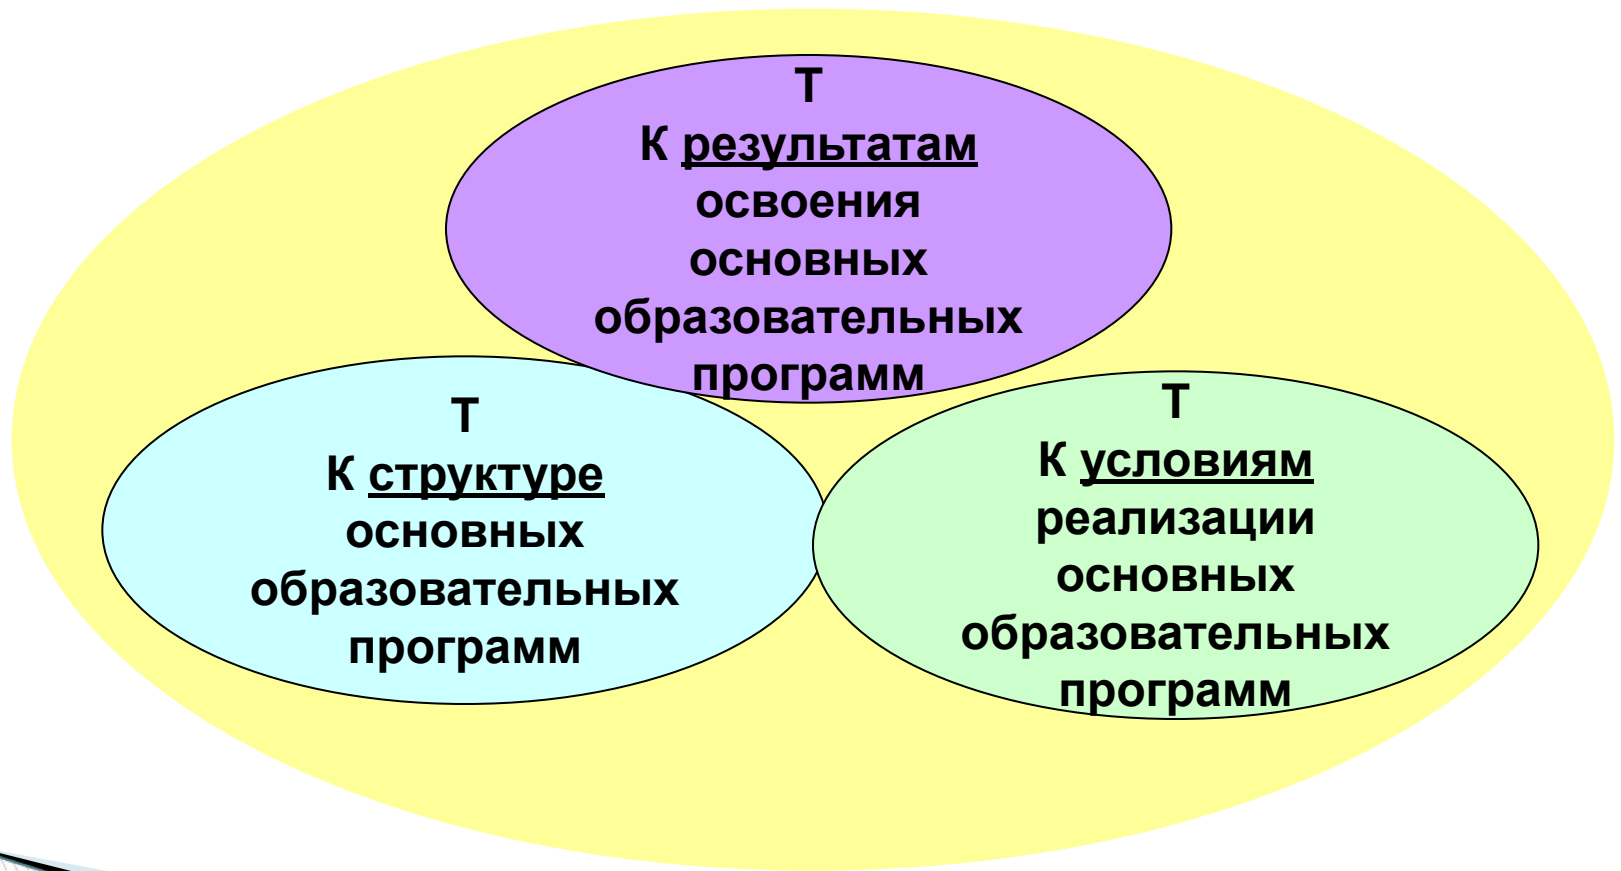 Т
К результатам
освоения
основных
образовательных
программ
Т
К структуре
основных
образовательных
программ
Т
К условиям
реализации
основных
образовательных
программ